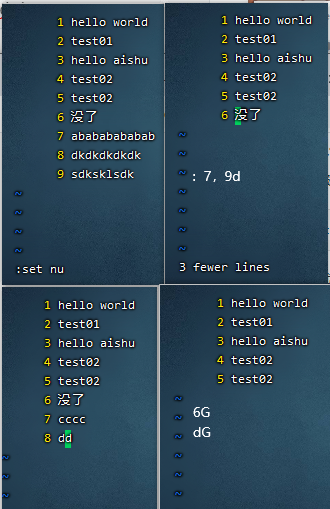 1 hello world
2 test01
3 hello aishu
4 test02
5 test02
6 没了
7 ababababab
8 dkdkdkdkdk
9 sdksklsdk
~
~
~
~
:set nu
1 hello world
2 test01
3 hello aishu
4 test02
5 test02
6 没了
~
~
~ : 7, 9d
~
~
~
~
3 fewer lines
1 hello world
2 test01
3 hello aishu
4 test02
5 test02
6 没了
7 cccc
8 dd
~
~
~
1 hello world
2 test01
3 hello aishu
4 test02
5 test02
~
~ 6G
~ dG
~
~
~